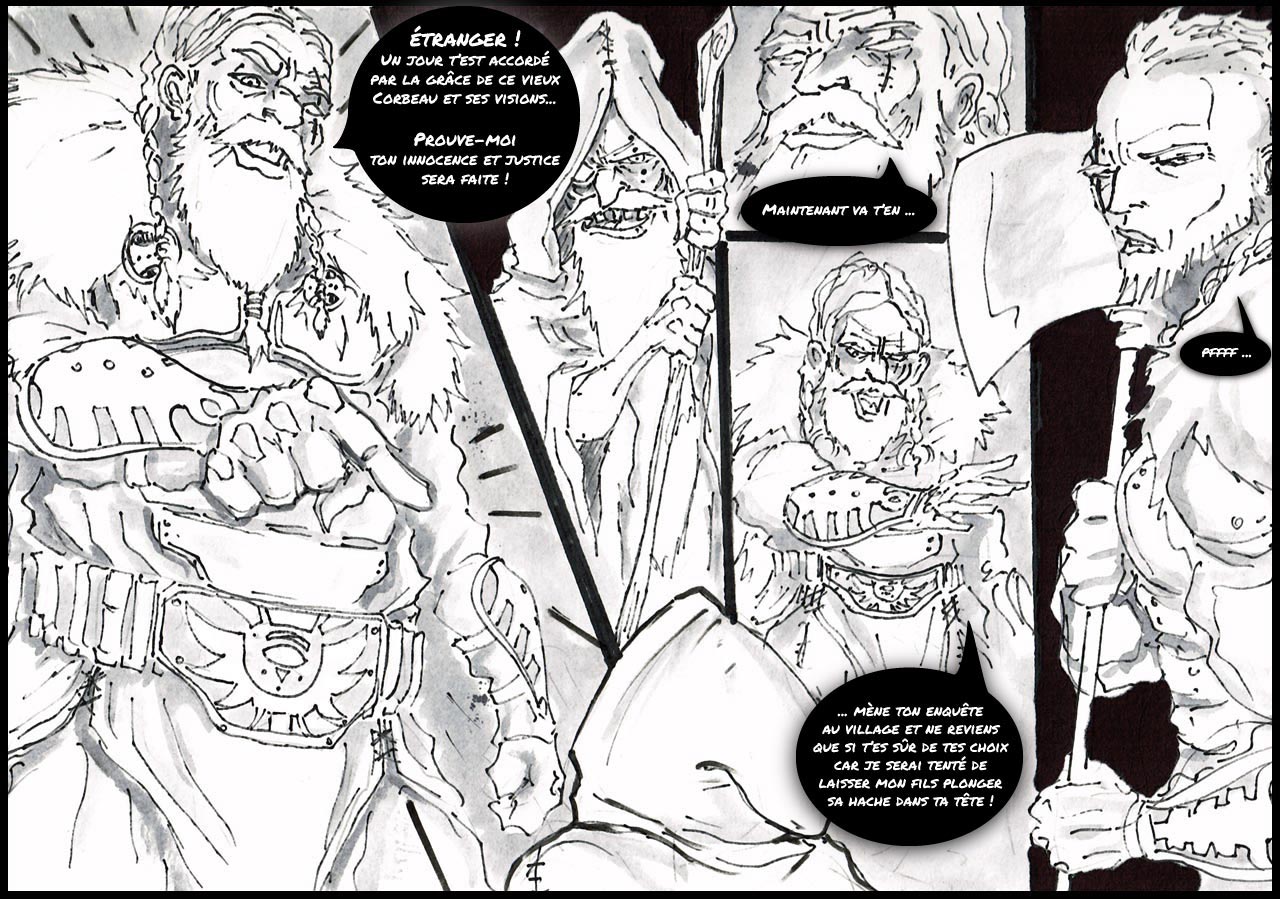 ÉTRANGER !
UN JOUR T'EST ACCORDÉ
PAR LA GRÂCE DE CE VIEUX
CORBEAU ET SES VISIONS...
PROUVE-MOI
TON INNOCENCE ET JUSTICE
SERA FAITE !
MAINTENANT VA T'EN ...
PFFFF ...
... MÈNE TON ENQUÊTE
AU VILLAGE ET NE REVIENS
QUE SI T'ES SÛR DE TES CHOIX
CAR JE SERAI TENTÉ DE
LAISSER MON FILS PLONGER
SA HACHE DANS TA TÊTE !